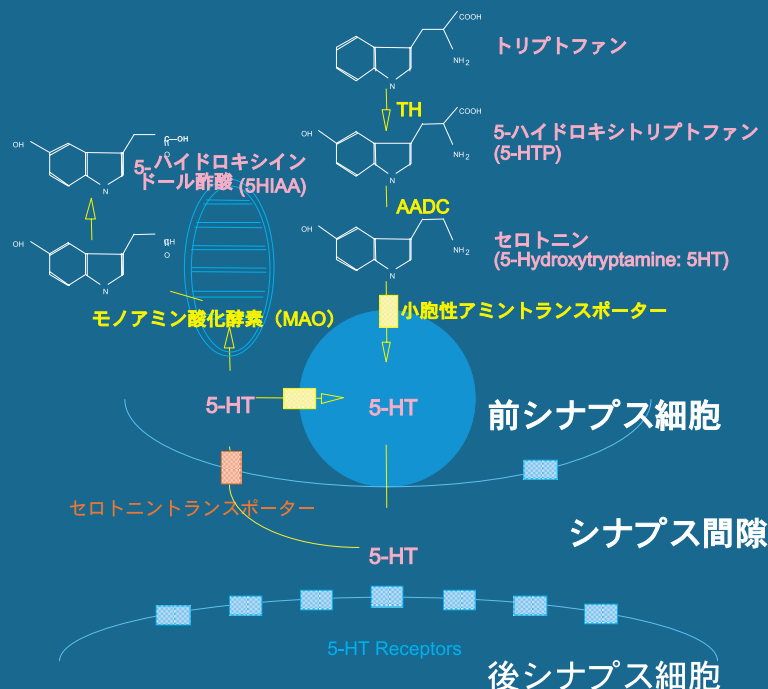 COOH
トリプトファン
NH2
N
TH
COOH
OH
5-ハイドロキシトリプトファン
(5-HTP)
NH2
N
OH
C—OH
O
5-ハイドロキシイン
ドール酢酸 (5HIAA)
N
AADC
OH
セロトニン
(5-Hydroxytryptamine: 5HT)
NH2
N
OH
O
N
小胞性アミントランスポーター
モノアミン酸化酵素（MAO）
5-HT
5-HT
前シナプス細胞
セロトニントランスポーター
シナプス間隙
5-HT
5-HT Receptors
後シナプス細胞